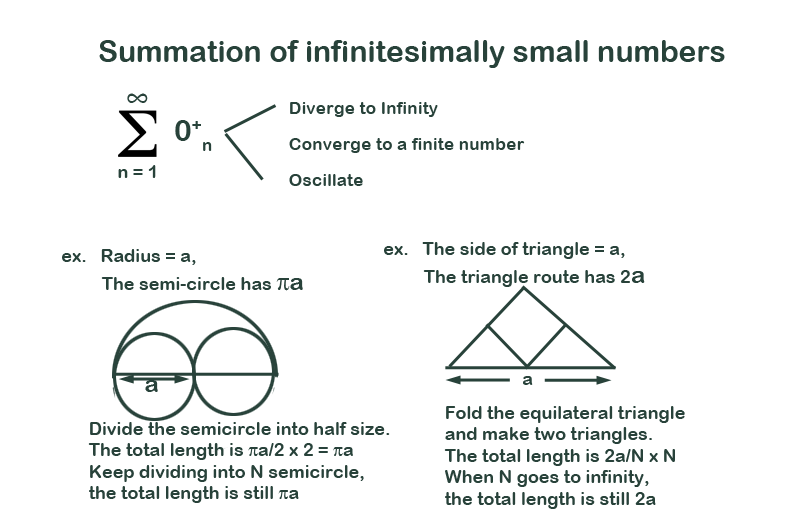 Summation of infinitesimally small numbers
∞
Σ 0⁺ₙ
n = 1
Diverge to Infinity
Converge to a finite number
Oscillate
ex. Radius = a,
The semi-circle has πa
a
Divide the semicircle into half size.
The total length is πa/2 x 2 = πa
Keep dividing into N semicircle,
the total length is still πa
ex. The side of triangle = a,
The triangle route has 2a
a
Fold the equilateral triangle
and make two triangles.
The total length is 2a/N x N
When N goes to infinity,
the total length is still 2a